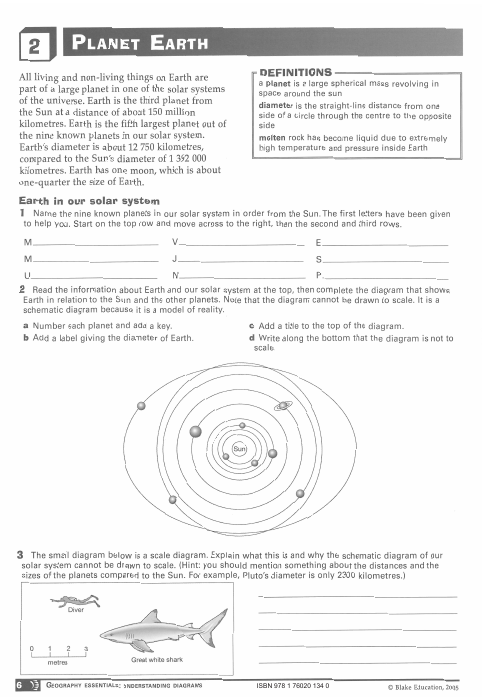 2 PLANET EARTH
All living and non-living things on Earth are
part of a large planet in one of the solar systems
of the universe. Earth is the third planet from
the Sun at a distance of about 150 million
kilometres. Earth is the fifth largest planet out of
the nine known planets in our solar system.
Earth's diameter is about 12 750 kilometres,
compared to the Sun's diameter of 1 392 000
kilometres. Earth has one moon, which is about
one-quarter the size of Earth.
DEFINITIONS
a planet is a large spherical mass revolving in
space around the sun
diameter is the straight-line distance from one
side of a circle through the centre to the opposite
side
molten rock has become liquid due to extremely
high temperature and pressure inside Earth
Earth in our solar system
1 Name the nine known planets in our solar system in order from the Sun. The first letters have been given
to help you. Start on the top row and move across to the right, then the second and third rows.
M V E
M J S
U N P
2 Read the information about Earth and our solar system at the top, then complete the diagram that shows
Earth in relation to the Sun and the other planets. Note that the diagram cannot be drawn to scale. It is a
schematic diagram because it is a model of reality.
a Number each planet and add a key.
b Add a label giving the diameter of Earth.
c Add a title to the top of the diagram.
d Write along the bottom that the diagram is not to
scale.
Sun
3 The small diagram below is a scale diagram. Explain what this is and why the schematic diagram of our
solar system cannot be drawn to scale. (Hint: you should mention something about the distances and the
sizes of the planets compared to the Sun. For example, Pluto's diameter is only 2300 kilometres.)
Diver
0 1 2 3
metres
Great white shark
6 GEOGRAPHY ESSENTIALS: UNDERSTANDING DIAGRAMS ISBN 978 1 76020 134 0 © Blake Education, 2005